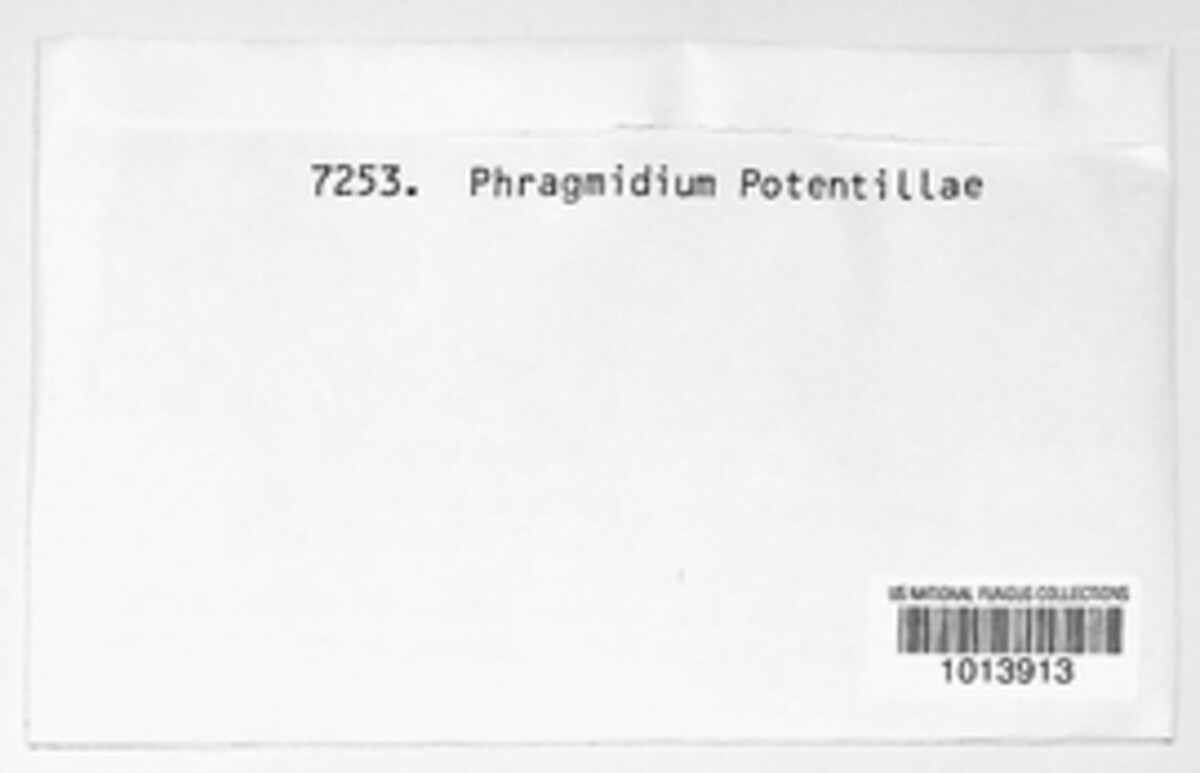 7253. Phragmidium Potentillae
US NATIONAL FUNGUS COLLECTIONS
1013913